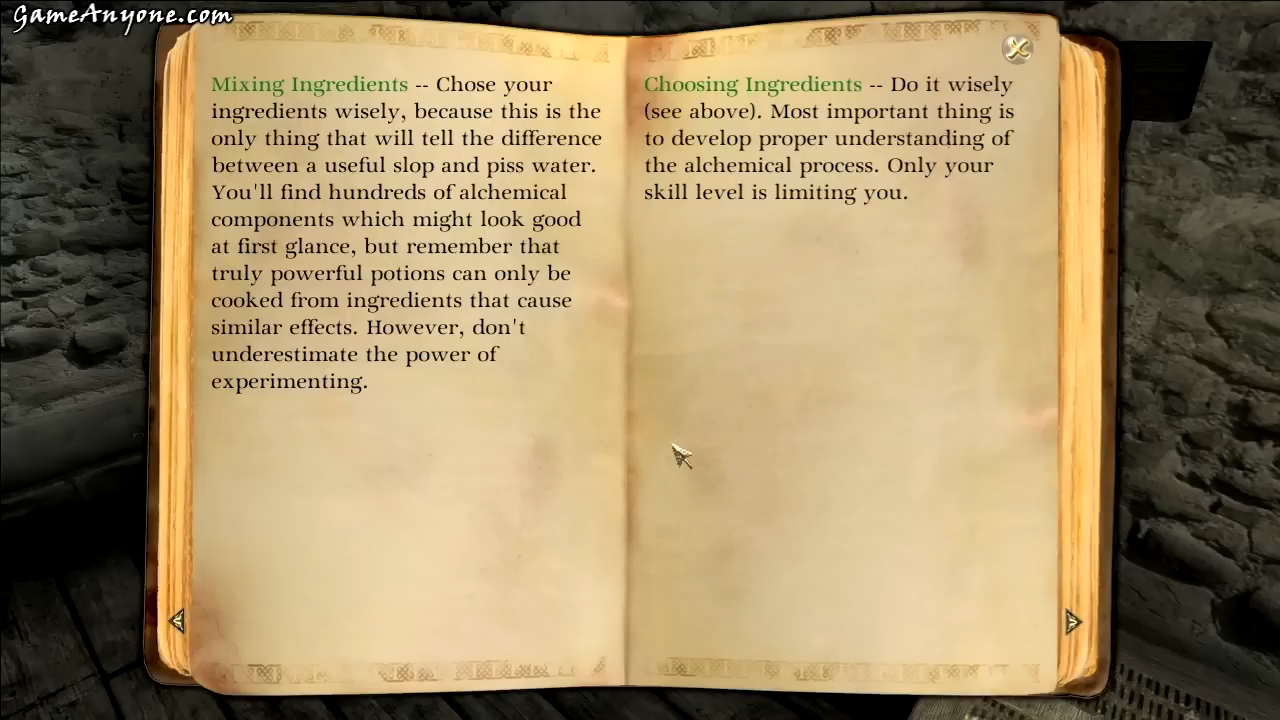 GameAnyone.com
Mixing Ingredients -- Chose your
ingredients wisely, because this is the
only thing that will tell the difference
between a useful slop and piss water.
You'll find hundreds of alchemical
components which might look good
at first glance, but remember that
truly powerful potions can only be
cooked from ingredients that cause
similar effects. However, don't
underestimate the power of
experimenting.
Choosing Ingredients -- Do it wisely
(see above). Most important thing is
to develop proper understanding of
the alchemical process. Only your
skill level is limiting you.